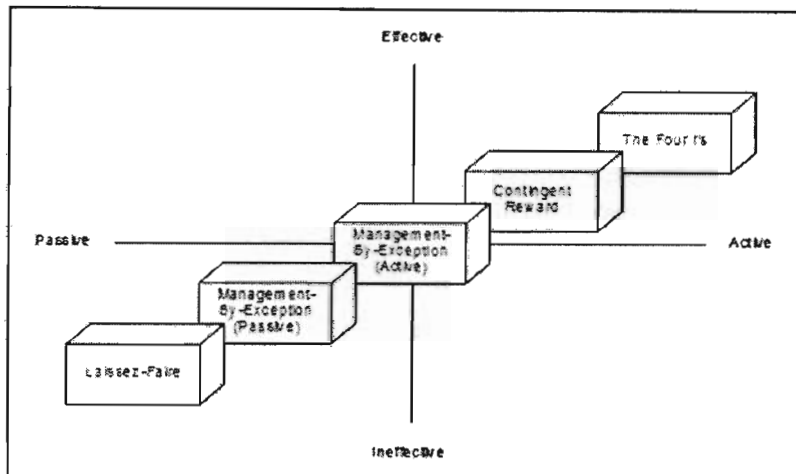 Effective
The Four I's
Contingent
Reward
Passive
Management-
By-Exception
(Active)
Active
Management-
By-Exception
(Passive)
Laissez-Faire
Ineffective